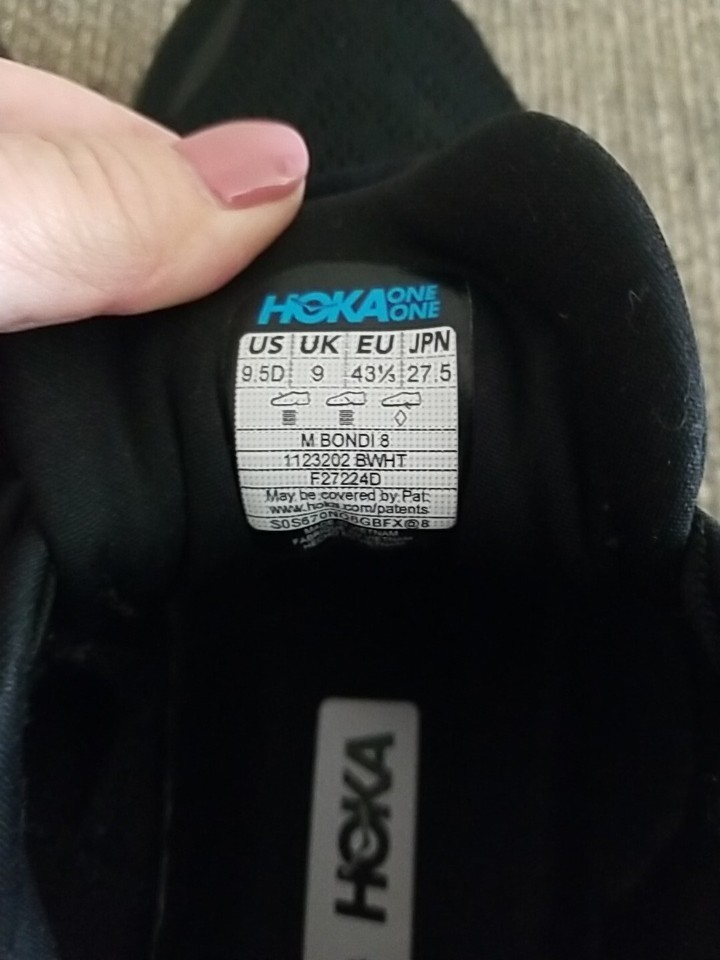 HOKA ONE ONE
US UK EU JPN
9.5D 9 43⅓ 27.5
M BONDI 8
1123202 BWHT
F27224D
May be covered by Pat.
www.hoka.com/patents
HOKA